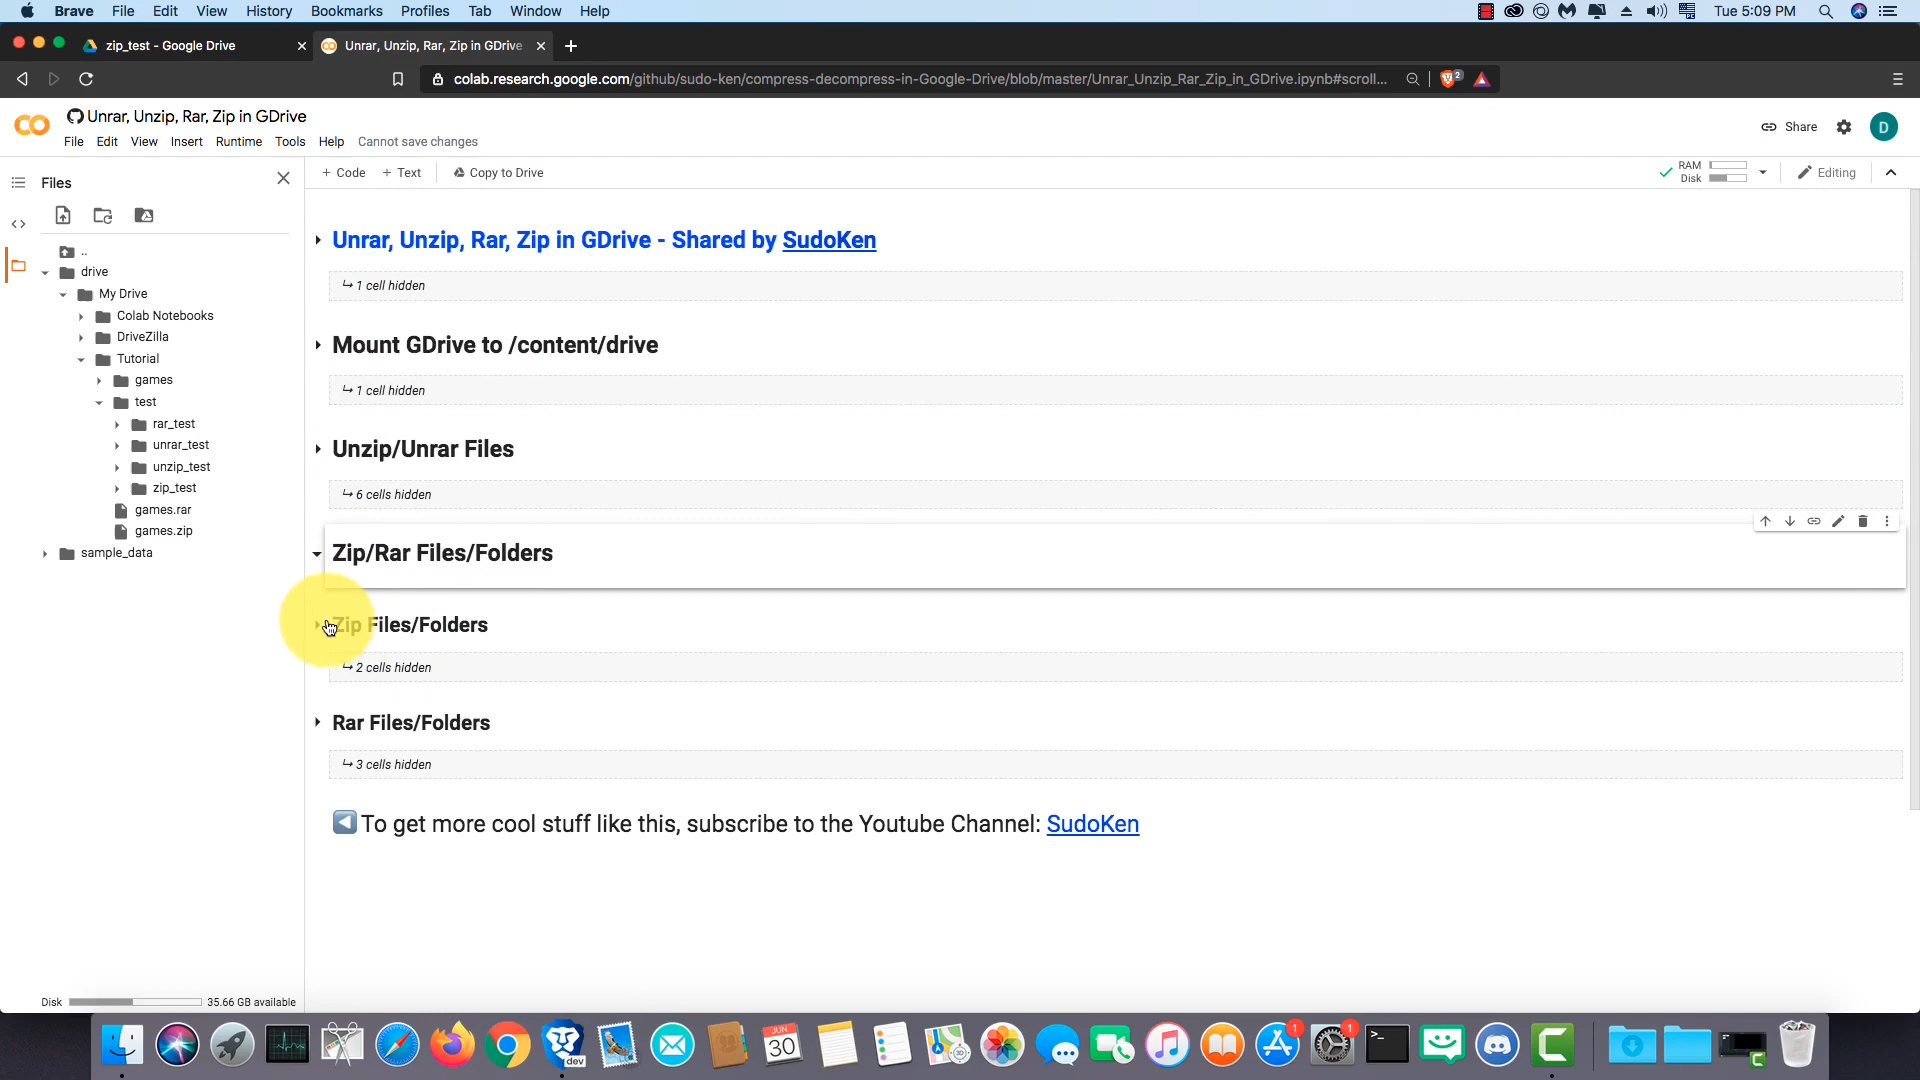 Brave File Edit View History Bookmarks Profiles Tab Window Help
Tue 5:09 PM
zip_test - Google Drive
Unrar, Unzip, Rar, Zip in GDrive
colab.research.google.com/github/sudo-ken/compress-decompress-in-Google-Drive/blob/master/Unrar_Unzip_Rar_Zip_in_GDrive.ipynb#scroll...
2
Unrar, Unzip, Rar, Zip in GDrive
Share
D
File Edit View Insert Runtime Tools Help Cannot save changes
+ Code + Text Copy to Drive
RAM
Disk
Editing
Files
..
drive
My Drive
Colab Notebooks
DriveZilla
Tutorial
games
test
rar_test
unrar_test
unzip_test
zip_test
games.rar
games.zip
sample_data
Disk 35.66 GB available
Unrar, Unzip, Rar, Zip in GDrive - Shared by SudoKen
1 cell hidden
Mount GDrive to /content/drive
1 cell hidden
Unzip/Unrar Files
6 cells hidden
Zip/Rar Files/Folders
Zip Files/Folders
2 cells hidden
Rar Files/Folders
3 cells hidden
To get more cool stuff like this, subscribe to the Youtube Channel: SudoKen
dev
JUN
30
3D
1
1